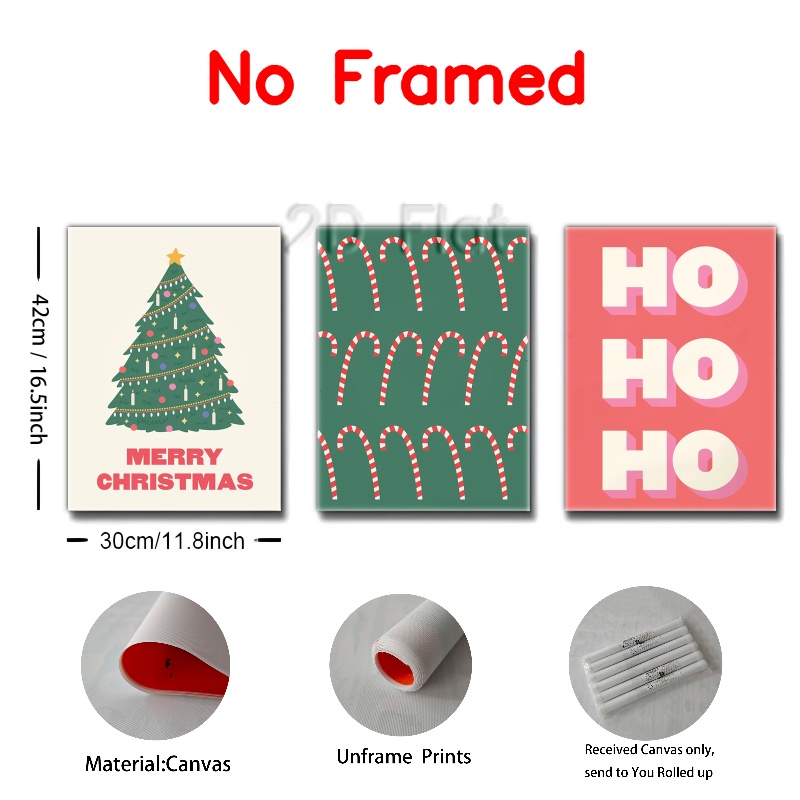 No Framed
2D Flat
42cm / 16.5inch
MERRY
CHRISTMAS
HO
HO
HO
30cm/11.8inch
Material:Canvas
Unframe Prints
Received Canvas only,
send to You Rolled up